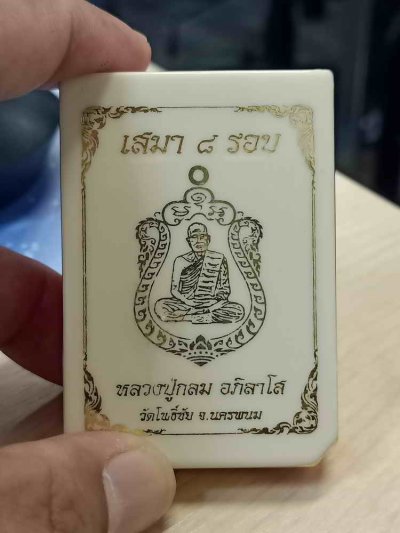 เสมา ๘ รอบ
หลวงปู่กลม อภิลาโส
วัดโพธิ์ชัย จ.นครพนม